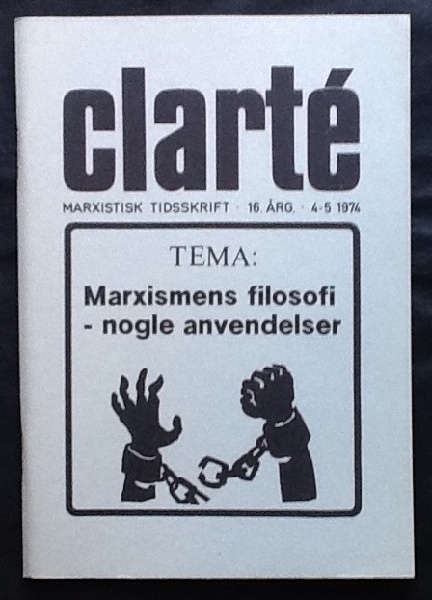 clarté
MARXISTISK TIDSSKRIFT · 16. ÅRG. · 4-5 1974
TEMA:
Marxismens filosofi
- nogle anvendelser